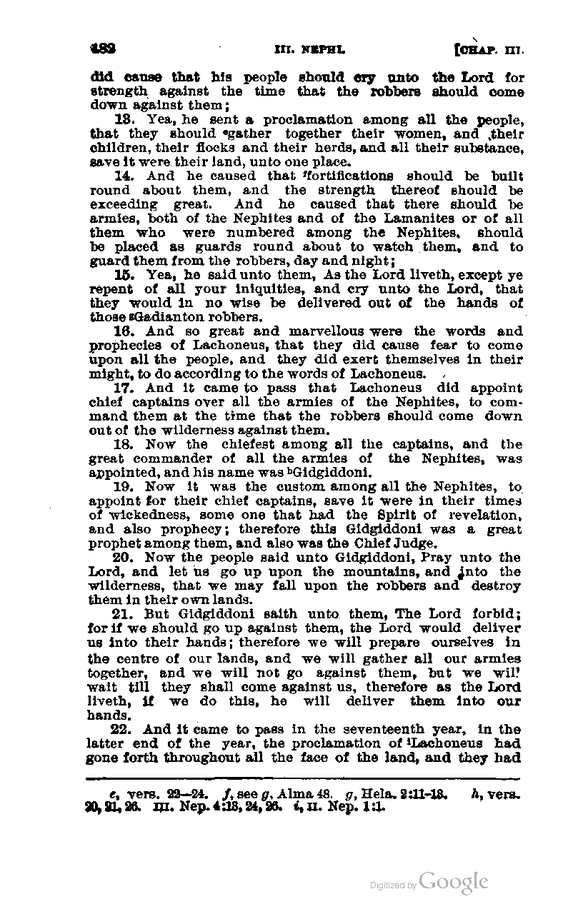 482 III. NEPHI. [CHAP. III.
did cause that his people should cry unto the Lord for
strength against the time that the robbers should come
down against them;
13. Yea, he sent a proclamation among all the people,
that they should ᵉgather together their women, and their
children, their flocks and their herds, and all their substance,
save it were their land, unto one place.
14. And he caused that ᶠfortifications should be built
round about them, and the strength thereof should be
exceeding great. And he caused that there should be
armies, both of the Nephites and of the Lamanites or of all
them who were numbered among the Nephites, should
be placed as guards round about to watch them, and to
guard them from the robbers, day and night;
15. Yea, he said unto them, As the Lord liveth, except ye
repent of all your iniquities, and cry unto the Lord, that
they would in no wise be delivered out of the hands of
those ᵍGadianton robbers.
16. And so great and marvellous were the words and
prophecies of Lachoneus, that they did cause fear to come
upon all the people, and they did exert themselves in their
might, to do according to the words of Lachoneus.
17. And it came to pass that Lachoneus did appoint
chief captains over all the armies of the Nephites, to com-
mand them at the time that the robbers should come down
out of the wilderness against them.
18. Now the chiefest among all the captains, and the
great commander of all the armies of the Nephites, was
appointed, and his name was ʰGidgiddoni.
19. Now it was the custom among all the Nephites, to
appoint for their chief captains, save it were in their times
of wickedness, some one that had the Spirit of revelation,
and also prophecy; therefore this Gidgiddoni was a great
prophet among them, and also was the Chief Judge.
20. Now the people said unto Gidgiddoni, Pray unto the
Lord, and let us go up upon the mountains, and into the
wilderness, that we may fall upon the robbers and destroy
them in their own lands.
21. But Gidgiddoni saith unto them, The Lord forbid;
for if we should go up against them, the Lord would deliver
us into their hands; therefore we will prepare ourselves in
the centre of our lands, and we will gather all our armies
together, and we will not go against them, but we will
wait till they shall come against us, therefore as the Lord
liveth, if we do this, he will deliver them into our
hands.
22. And it came to pass in the seventeenth year, in the
latter end of the year, the proclamation of ⁱLachoneus had
gone forth throughout all the face of the land, and they had
e, vers. 22—24. f, see g, Alma 48. g, Hela. 2:11-13. h, vers.
20, 21, 26. III. Nep. 4:13, 24, 26. i, II. Nep. 1:1.
Digitized by Google